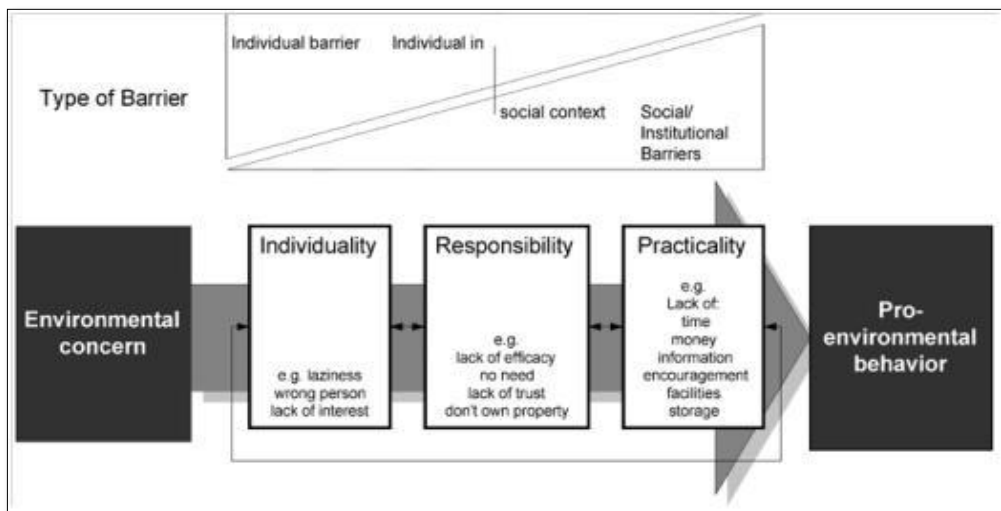 Individual barrier
Individual in
Type of Barrier
social context
Social/
Institutional
Barriers
Environmental
concern
Individuality
e.g. laziness
wrong person
lack of interest
Responsibility
e.g.
lack of efficacy
no need
lack of trust
don't own property
Practicality
e.g.
Lack of:
time
money
information
encouragement
facilities
storage
Pro-
environmental
behavior